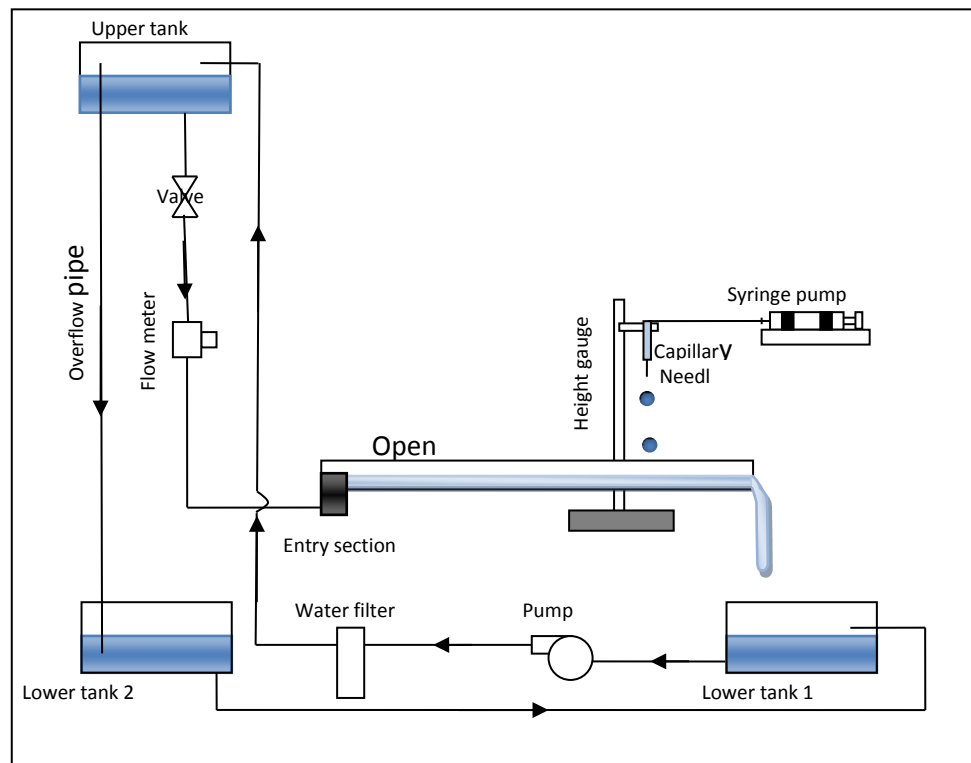 Upper tank
Valve
Overflow pipe
Flow meter
Height gauge
Syringe pump
Capillary
Needl
Open
Entry section
Water filter
Pump
Lower tank 2
Lower tank 1